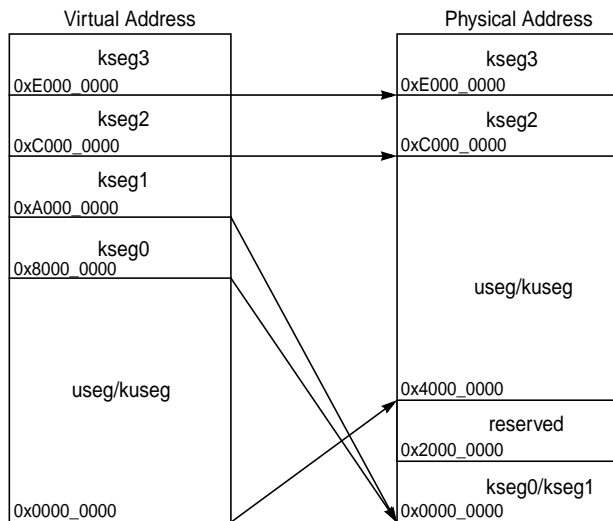 Virtual Address
kseg3
0xE000_0000
kseg2
0xC000_0000
kseg1
0xA000_0000
kseg0
0x8000_0000
useg/kuseg
0x0000_0000
Physical Address
kseg3
0xE000_0000
kseg2
0xC000_0000
useg/kuseg
0x4000_0000
reserved
0x2000_0000
kseg0/kseg1
0x0000_0000